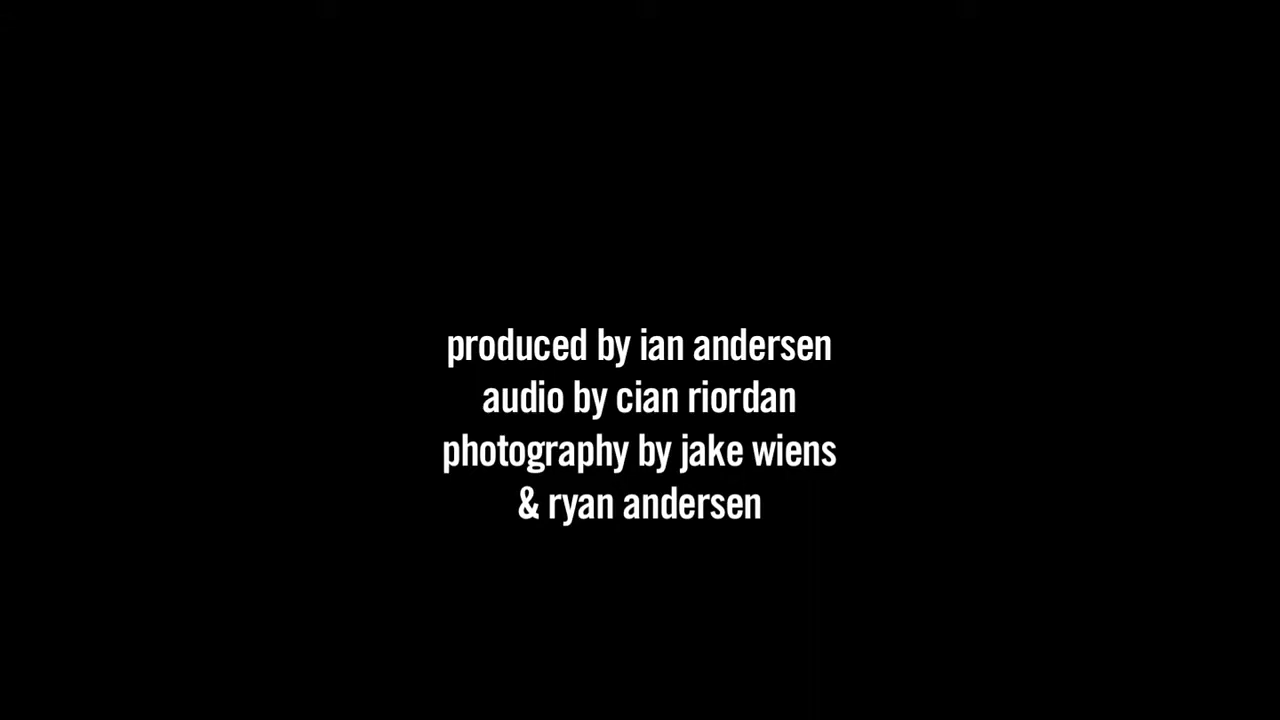 produced by ian andersen
audio by cian riordan
photography by jake wiens
& ryan andersen